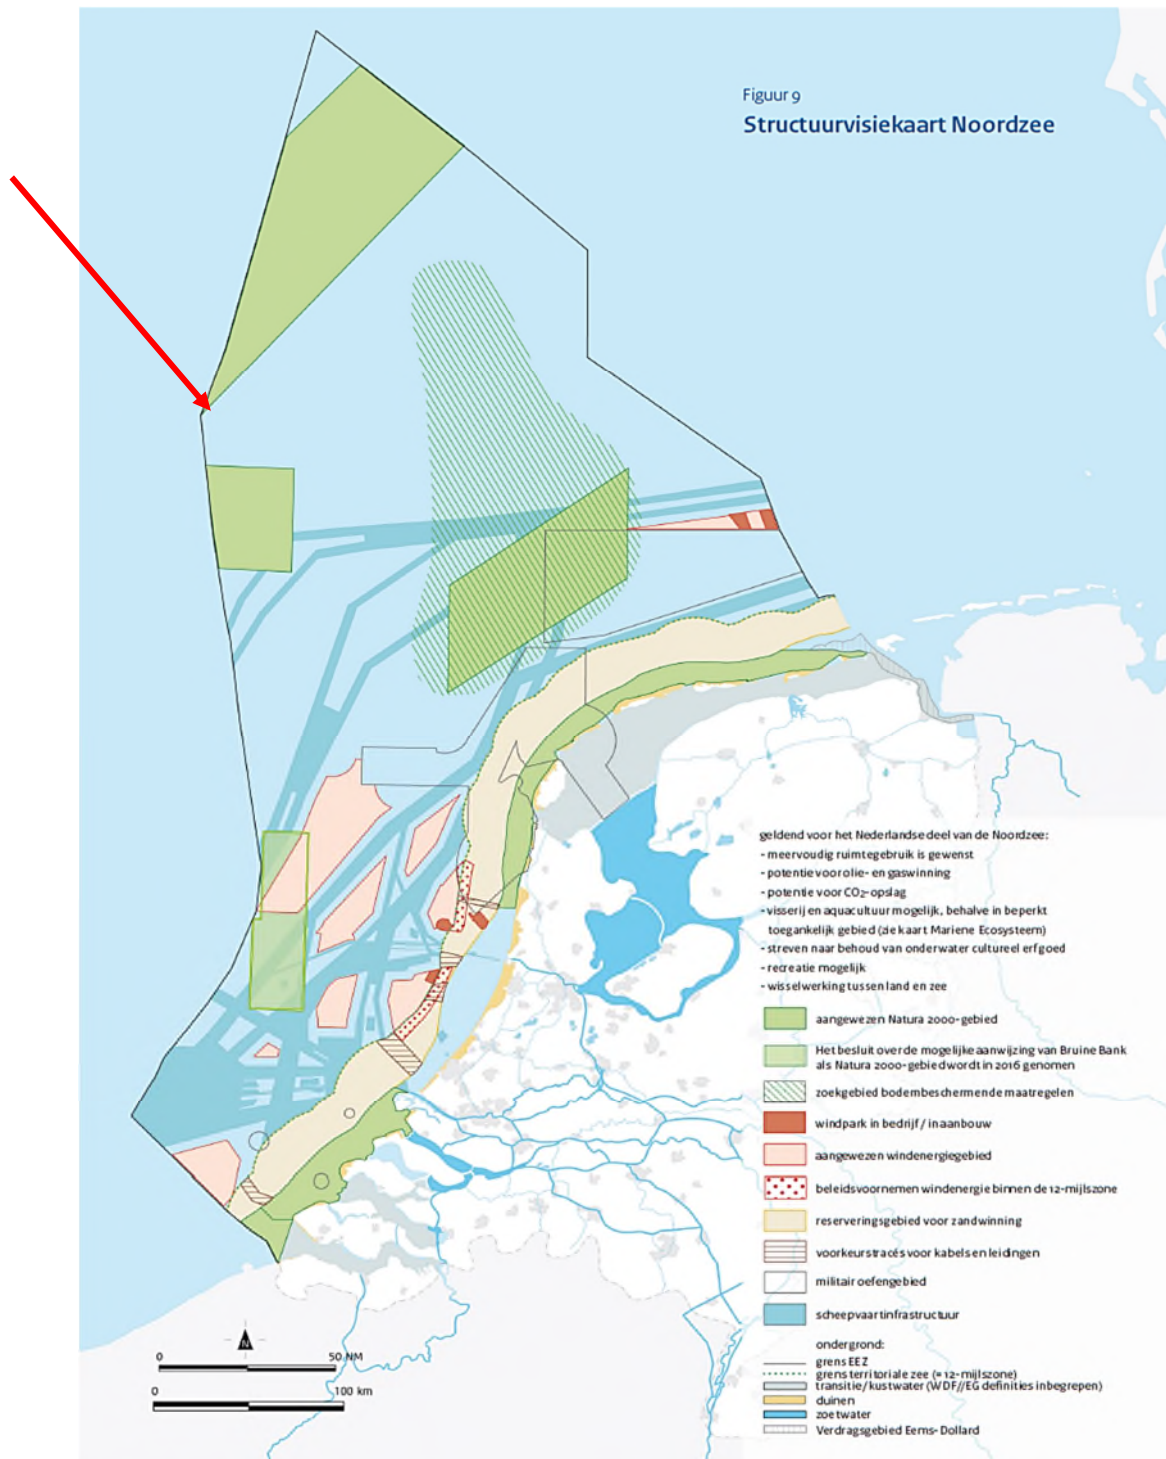 Figuur 9
Structuurvisiekaart Noordzee
geldend voor het Nederlandse deel van de Noordzee:
- meervoudig ruimtegebruik is gewenst
- potentie voor olie- en gaswinning
- potentie voor CO2-opslag
- visserij en aquacultuur mogelijk, behalve in beperkt
toegankelijk gebied (zie kaart Mariene Ecosysteem)
- streven naar behoud van onderwater cultureel erfgoed
- recreatie mogelijk
- wisselwerking tussen land en zee
aangewezen Natura 2000-gebied
Het besluit over de mogelijke aanwijzing van Bruine Bank
als Natura 2000-gebied wordt in 2016 genomen
zoekgebied bodembeschermende maatregelen
windpark in bedrijf / in aanbouw
aangewezen windenergiegebied
beleidsvoornemen windenergie binnen de 12-mijlszone
reserveringsgebied voor zandwinning
voorkeurstracés voor kabels en leidingen
militair oefengebied
scheepvaartinfrastructuur
ondergrond:
grens EEZ
grens territoriale zee (= 12-mijlszone)
transitie/kustwater (WDF//EG definities inbegrepen)
duinen
zoetwater
Verdragsgebied Eems-Dollard
N
0 50 NM
0 100 km